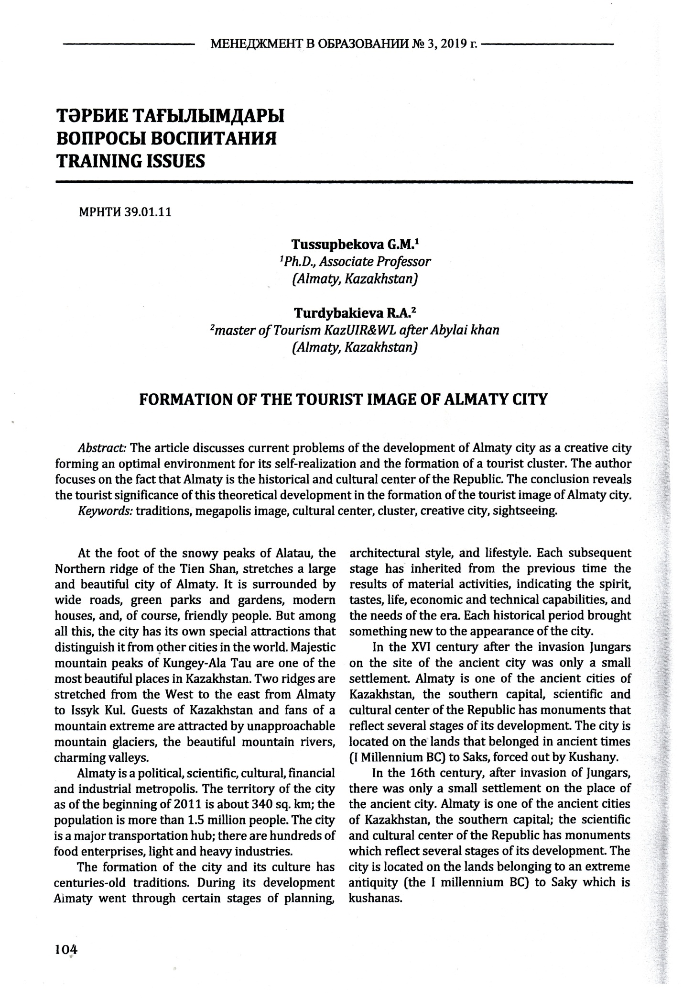 МЕНЕДЖМЕНТ В ОБРАЗОВАНИИ № 3, 2019 г.
ТӘРБИЕ ТАҒЫЛЫМДАРЫ
ВОПРОСЫ ВОСПИТАНИЯ
TRAINING ISSUES
МРНТИ 39.01.11
Tussupbekova G.M.¹
¹Ph.D., Associate Professor
(Almaty, Kazakhstan)
Turdybakieva R.A.²
²master of Tourism KazUIR&WL after Abylai khan
(Almaty, Kazakhstan)
FORMATION OF THE TOURIST IMAGE OF ALMATY CITY
Abstract: The article discusses current problems of the development of Almaty city as a creative city
forming an optimal environment for its self-realization and the formation of a tourist cluster. The author
focuses on the fact that Almaty is the historical and cultural center of the Republic. The conclusion reveals
the tourist significance of this theoretical development in the formation of the tourist image of Almaty city.
Keywords: traditions, megapolis image, cultural center, cluster, creative city, sightseeing.
At the foot of the snowy peaks of Alatau, the
Northern ridge of the Tien Shan, stretches a large
and beautiful city of Almaty. It is surrounded by
wide roads, green parks and gardens, modern
houses, and, of course, friendly people. But among
all this, the city has its own special attractions that
distinguish it from other cities in the world. Majestic
mountain peaks of Kungey-Ala Tau are one of the
most beautiful places in Kazakhstan. Two ridges are
stretched from the West to the east from Almaty
to Issyk Kul. Guests of Kazakhstan and fans of a
mountain extreme are attracted by unapproachable
mountain glaciers, the beautiful mountain rivers,
charming valleys.
Almaty is a political, scientific, cultural, financial
and industrial metropolis. The territory of the city
as of the beginning of 2011 is about 340 sq. km; the
population is more than 1.5 million people. The city
is a major transportation hub; there are hundreds of
food enterprises, light and heavy industries.
The formation of the city and its culture has
centuries-old traditions. During its development
Almaty went through certain stages of planning,
architectural style, and lifestyle. Each subsequent
stage has inherited from the previous time the
results of material activities, indicating the spirit,
tastes, life, economic and technical capabilities, and
the needs of the era. Each historical period brought
something new to the appearance of the city.
In the XVI century after the invasion Jungars
on the site of the ancient city was only a small
settlement. Almaty is one of the ancient cities of
Kazakhstan, the southern capital, scientific and
cultural center of the Republic has monuments that
reflect several stages of its development. The city is
located on the lands that belonged in ancient times
(I Millennium BC) to Saks, forced out by Kushany.
In the 16th century, after invasion of Jungars,
there was only a small settlement on the place of
the ancient city. Almaty is one of the ancient cities
of Kazakhstan, the southern capital; the scientific
and cultural center of the Republic has monuments
which reflect several stages of its development. The
city is located on the lands belonging to an extreme
antiquity (the I millennium BC) to Saky which is
kushanas.
104